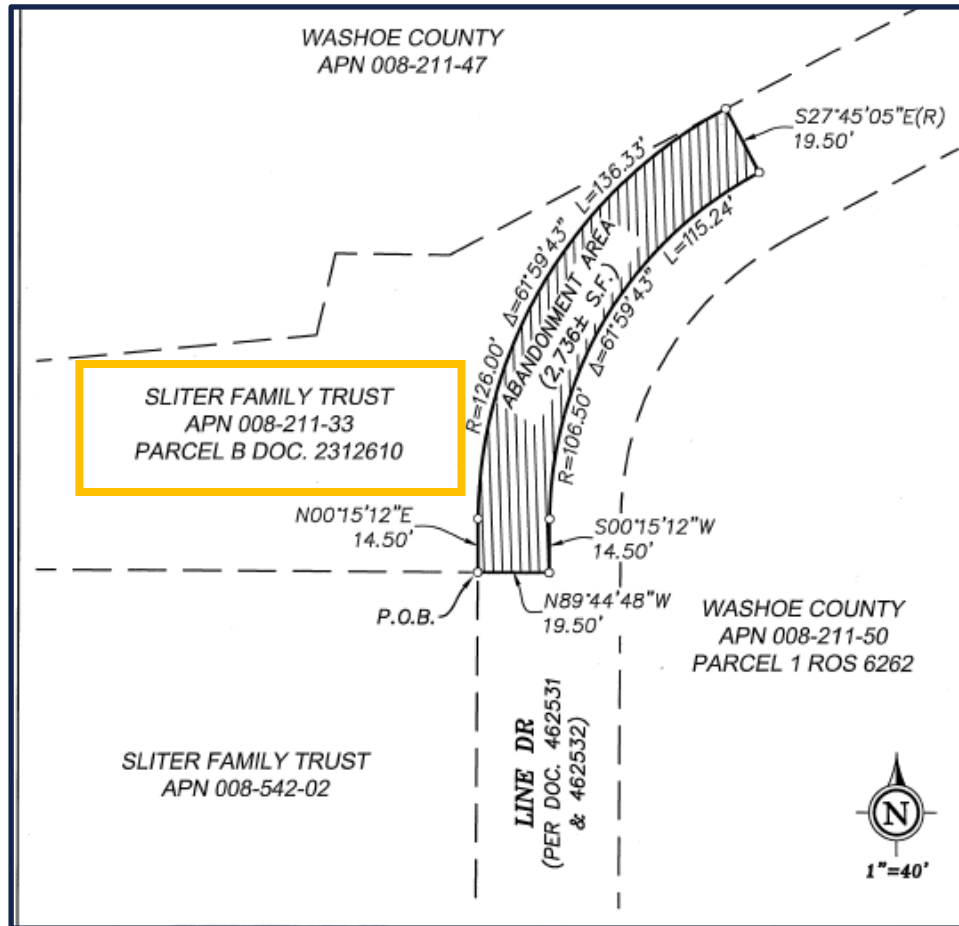 WASHOE COUNTY
APN 008-211-47
S27°45'05"E(R)
19.50'
L=136.33'
Δ=61°59'43"
R=126.00'
ABANDONMENT AREA
(2,736± S.F.)
L=115.24'
Δ=61°59'43"
R=106.50'
SLITER FAMILY TRUST
APN 008-211-33
PARCEL B DOC. 2312610
N00°15'12"E
14.50'
S00°15'12"W
14.50'
P.O.B.
N89°44'48"W
19.50'
WASHOE COUNTY
APN 008-211-50
PARCEL 1 ROS 6262
LINE DR
(PER DOC. 462531
& 462532)
SLITER FAMILY TRUST
APN 008-542-02
N
1"=40'